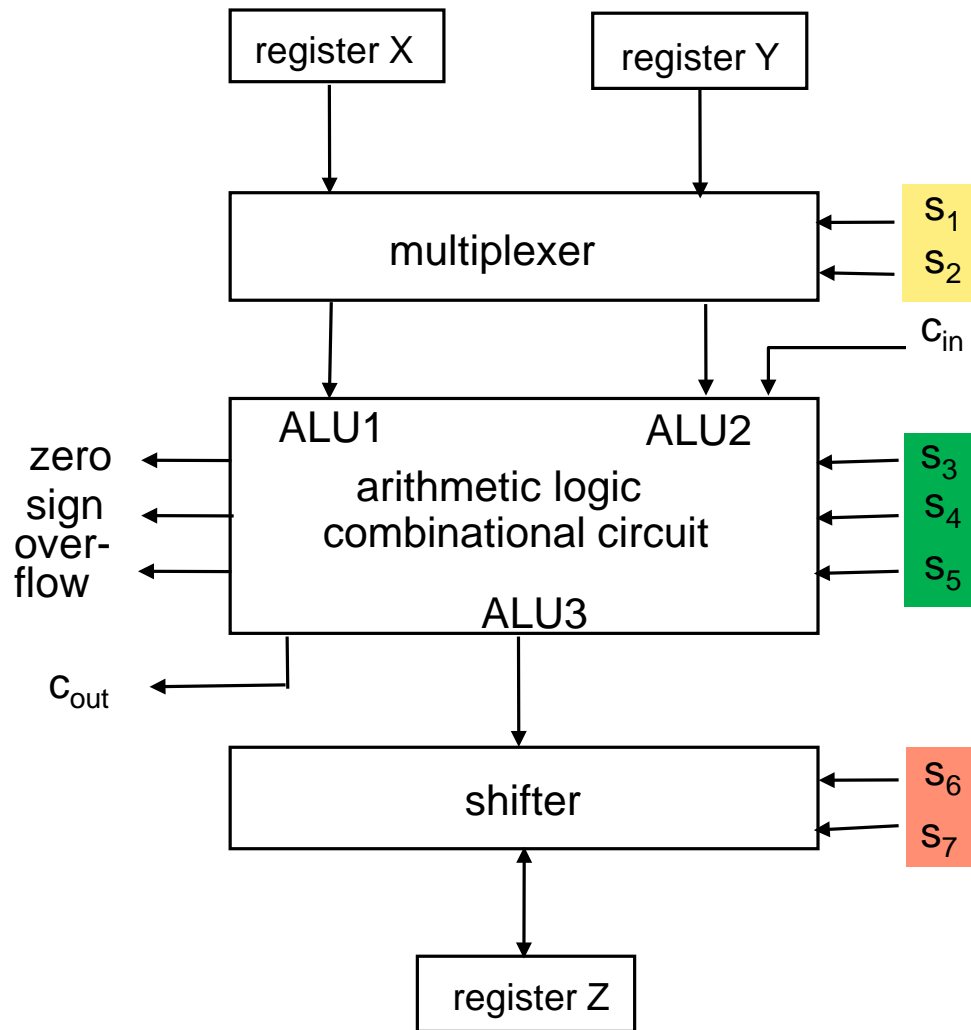 register X
register Y
multiplexer
s1
s2
cin
ALU1
ALU2
zero
sign
over-
flow
arithmetic logic
combinational circuit
s3
s4
s5
ALU3
cout
shifter
s6
s7
register Z